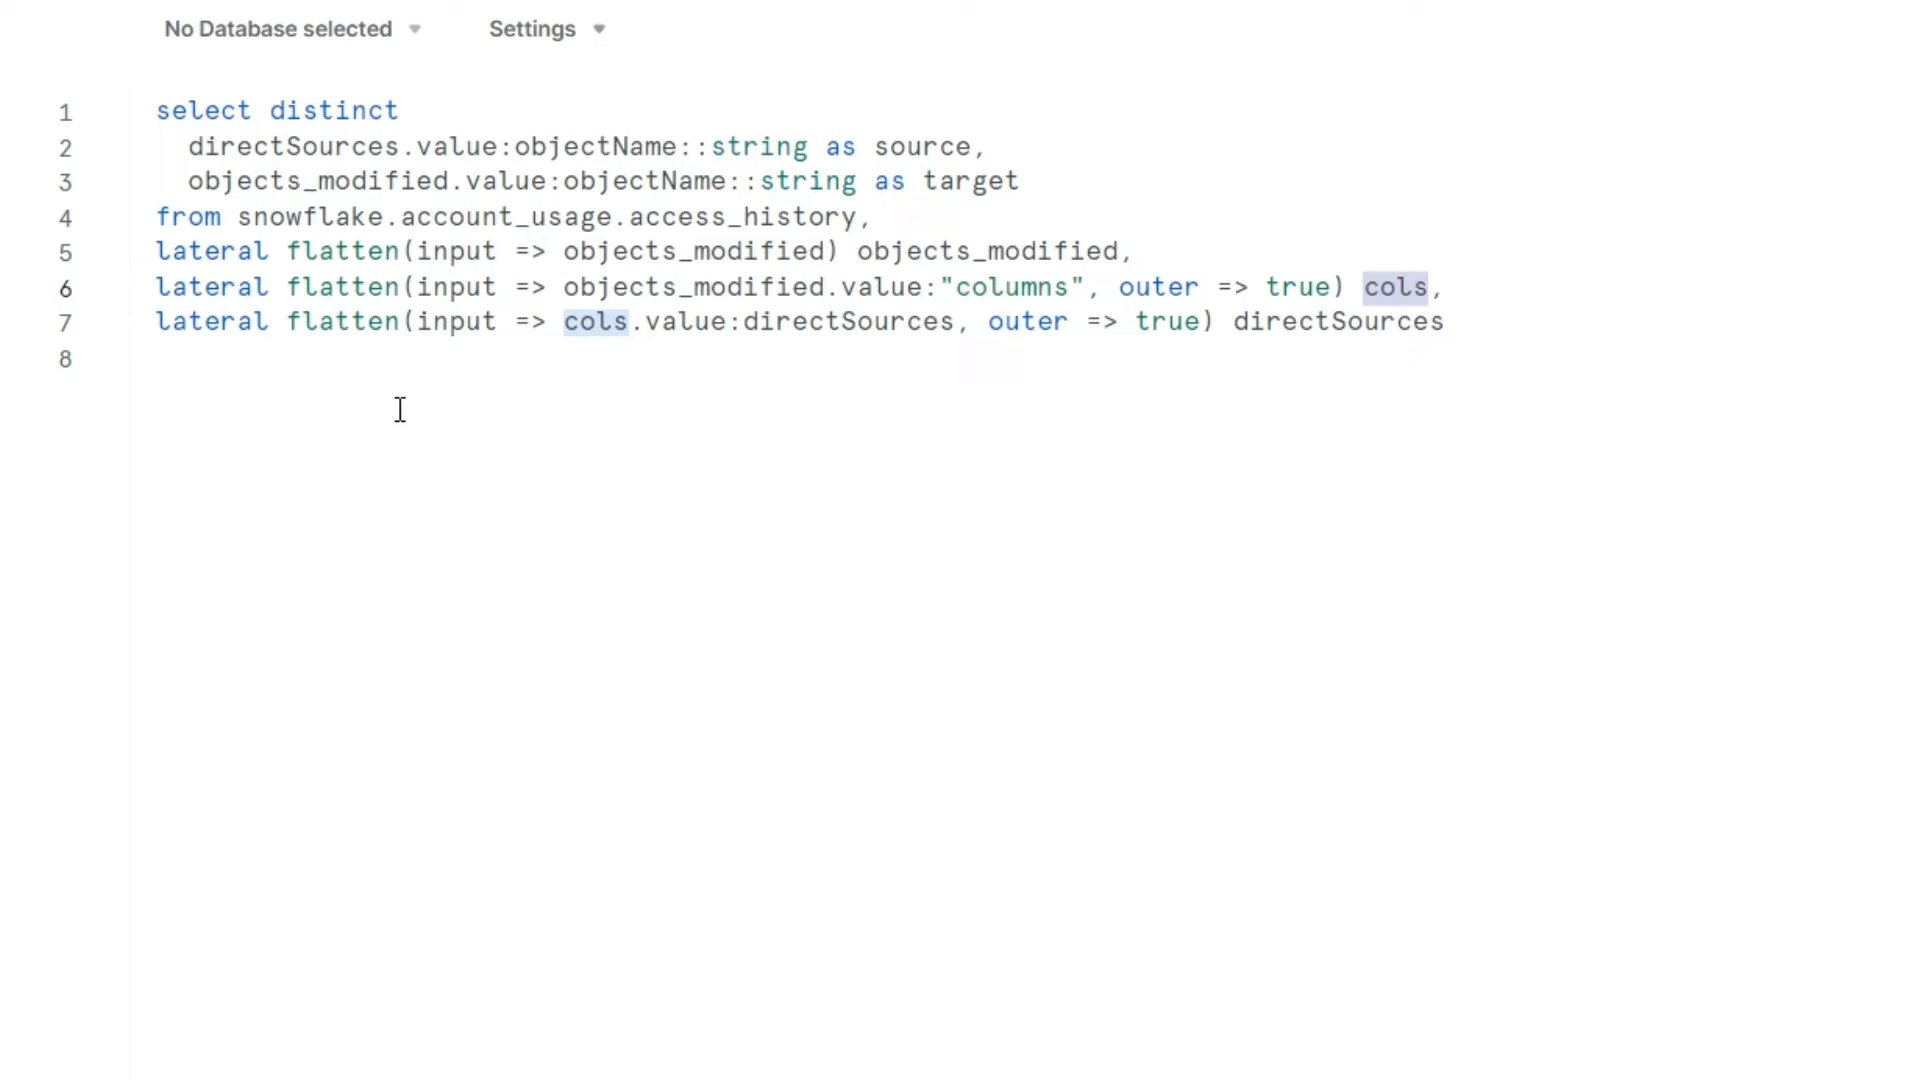 No Database selected Settings
1 select distinct
2 directSources.value:objectName::string as source,
3 objects_modified.value:objectName::string as target
4 from snowflake.account_usage.access_history,
5 lateral flatten(input => objects_modified) objects_modified,
6 lateral flatten(input => objects_modified.value:"columns", outer => true) cols,
7 lateral flatten(input => cols.value:directSources, outer => true) directSources
8